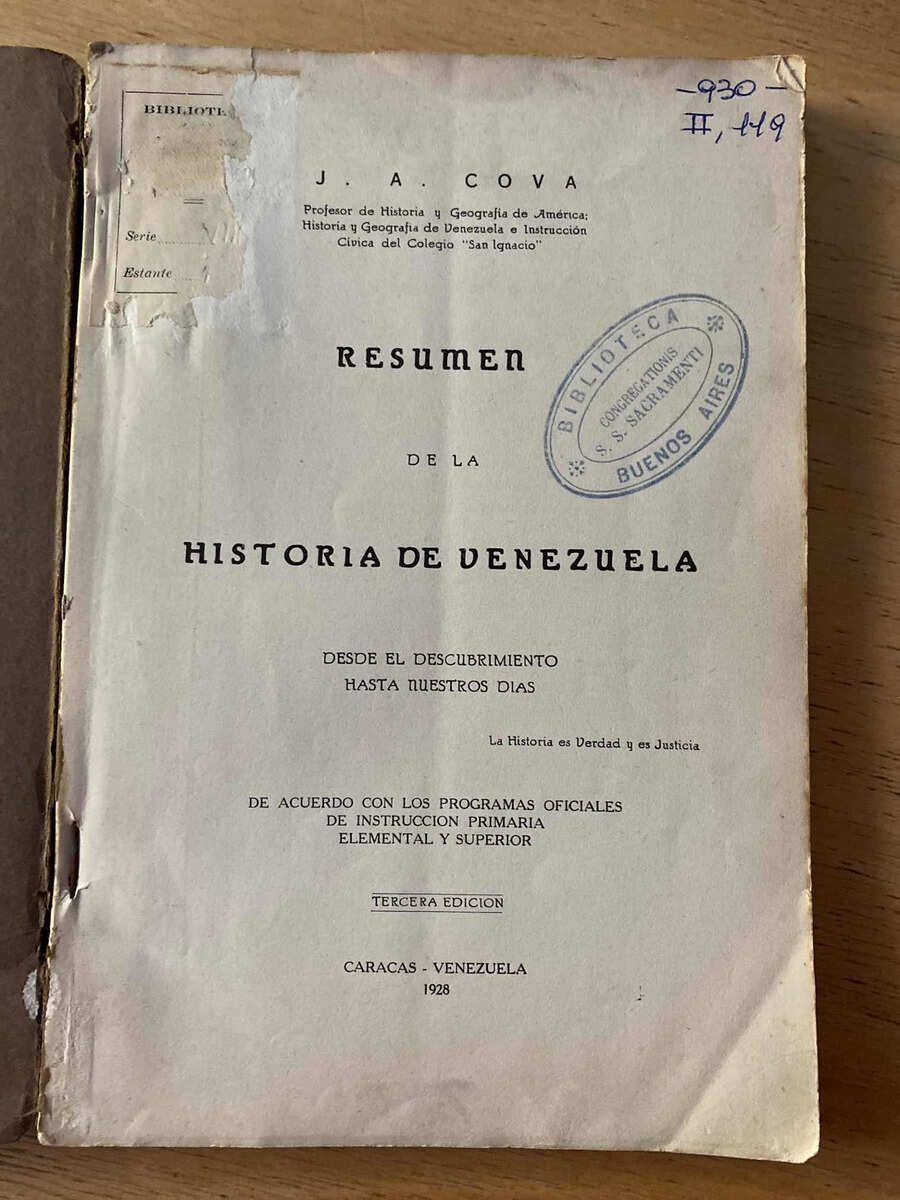 BIBLIOTE
Serie
Estante
-930-
II, 119
J. A. COVA
Profesor de Historia y Geografia de América;
Historia y Geografia de Venezuela e Instrucción
Civica del Colegio "San Ignacio"
RESUMEN
DE LA
HISTORIA DE VENEZUELA
BIBLIOTECA
CONGREGATIONIS
S. S. SACRAMENTI
BUENOS AIRES
DESDE EL DESCUBRIMIENTO
HASTA NUESTROS DIAS
La Historia es Verdad y es Justicia
DE ACUERDO CON LOS PROGRAMAS OFICIALES
DE INSTRUCCION PRIMARIA
ELEMENTAL Y SUPERIOR
TERCERA EDICION
CARACAS - VENEZUELA
1928